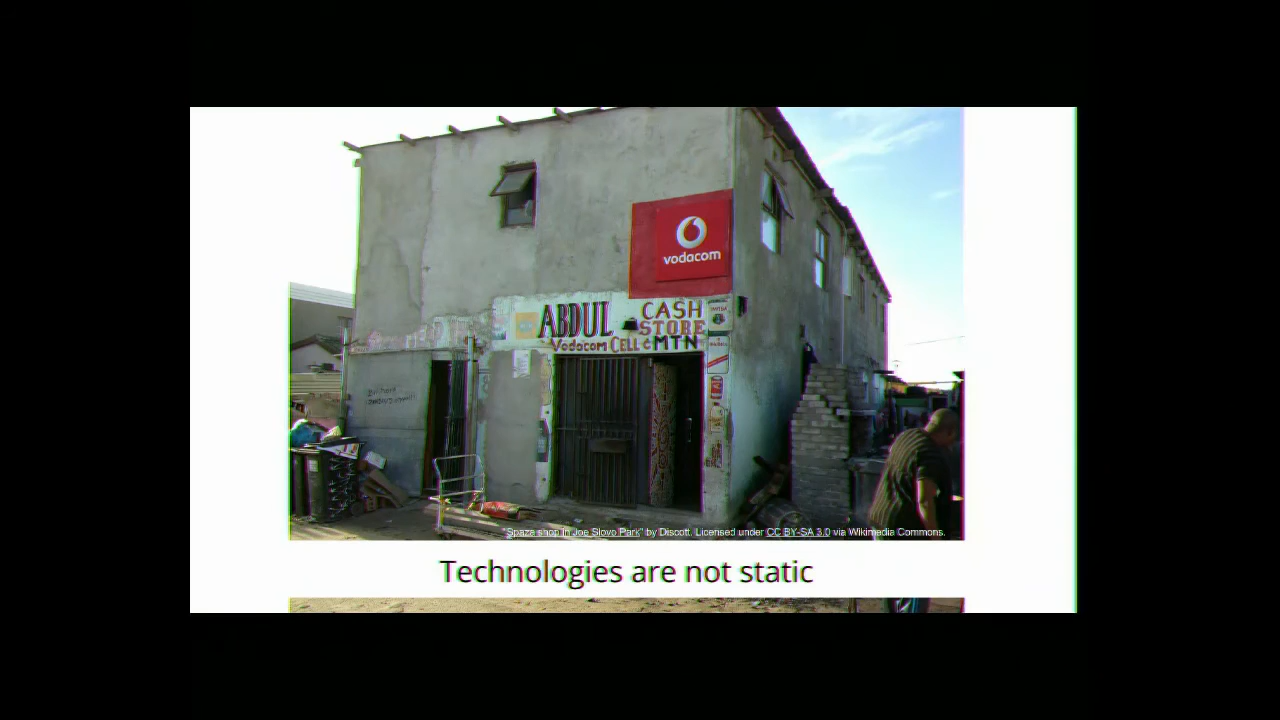 vodacom
ABDUL CASH STORE
Vodacom CELL & MTN
"Spaza shop in Joe Slovo Park" by Discott. Licensed under CC BY-SA 3.0 via Wikimedia Commons.
Technologies are not static